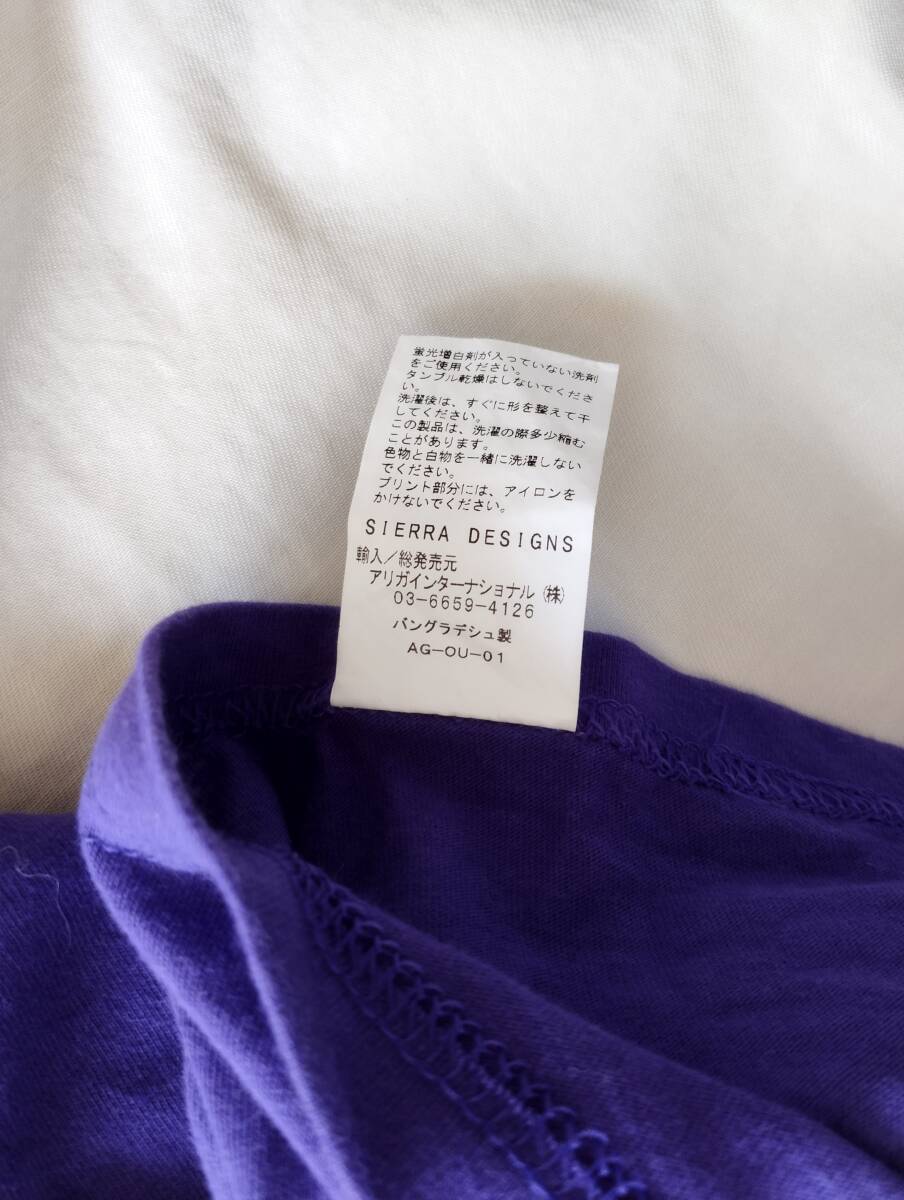 蛍光増白剤が入っていない洗剤
をご使用ください。
タンブル乾燥はしないでくださ
い。
洗濯後は、すぐに形を整えて干
してください。
この製品は、洗濯の際多少縮む
ことがあります。
色物と白物を一緒に洗濯しない
でください。
プリント部分には、アイロンを
かけないでください。
SIERRA DESIGNS
輸入/総発売元
アリガインターナショナル(株)
03-6659-4126
バングラデシュ製
AG-OU-01